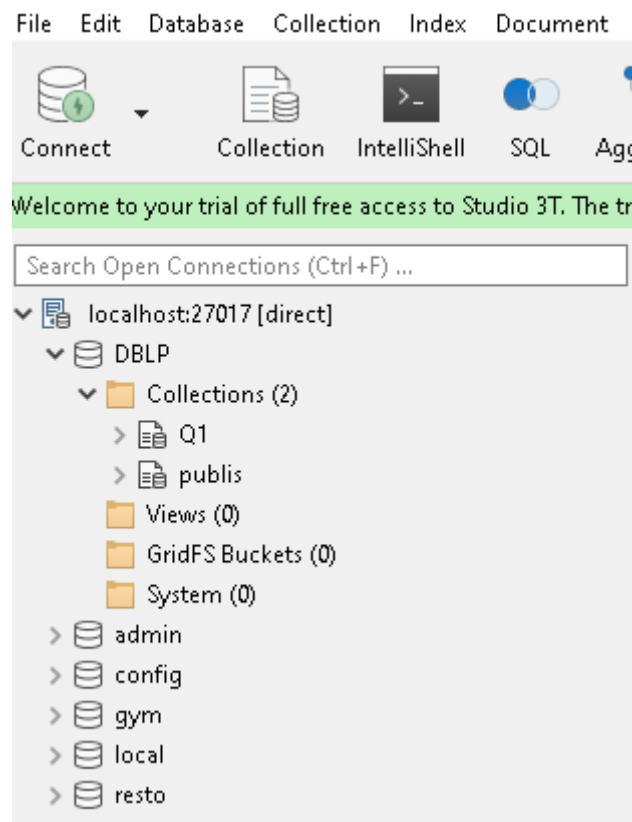 File Edit Database Collection Index Document
Connect Collection IntelliShell SQL Agg
Welcome to your trial of full free access to Studio 3T. The tr
Search Open Connections (Ctrl+F) ...
localhost:27017 [direct]
DBLP
Collections (2)
Q1
publis
Views (0)
GridFS Buckets (0)
System (0)
admin
config
gym
local
resto